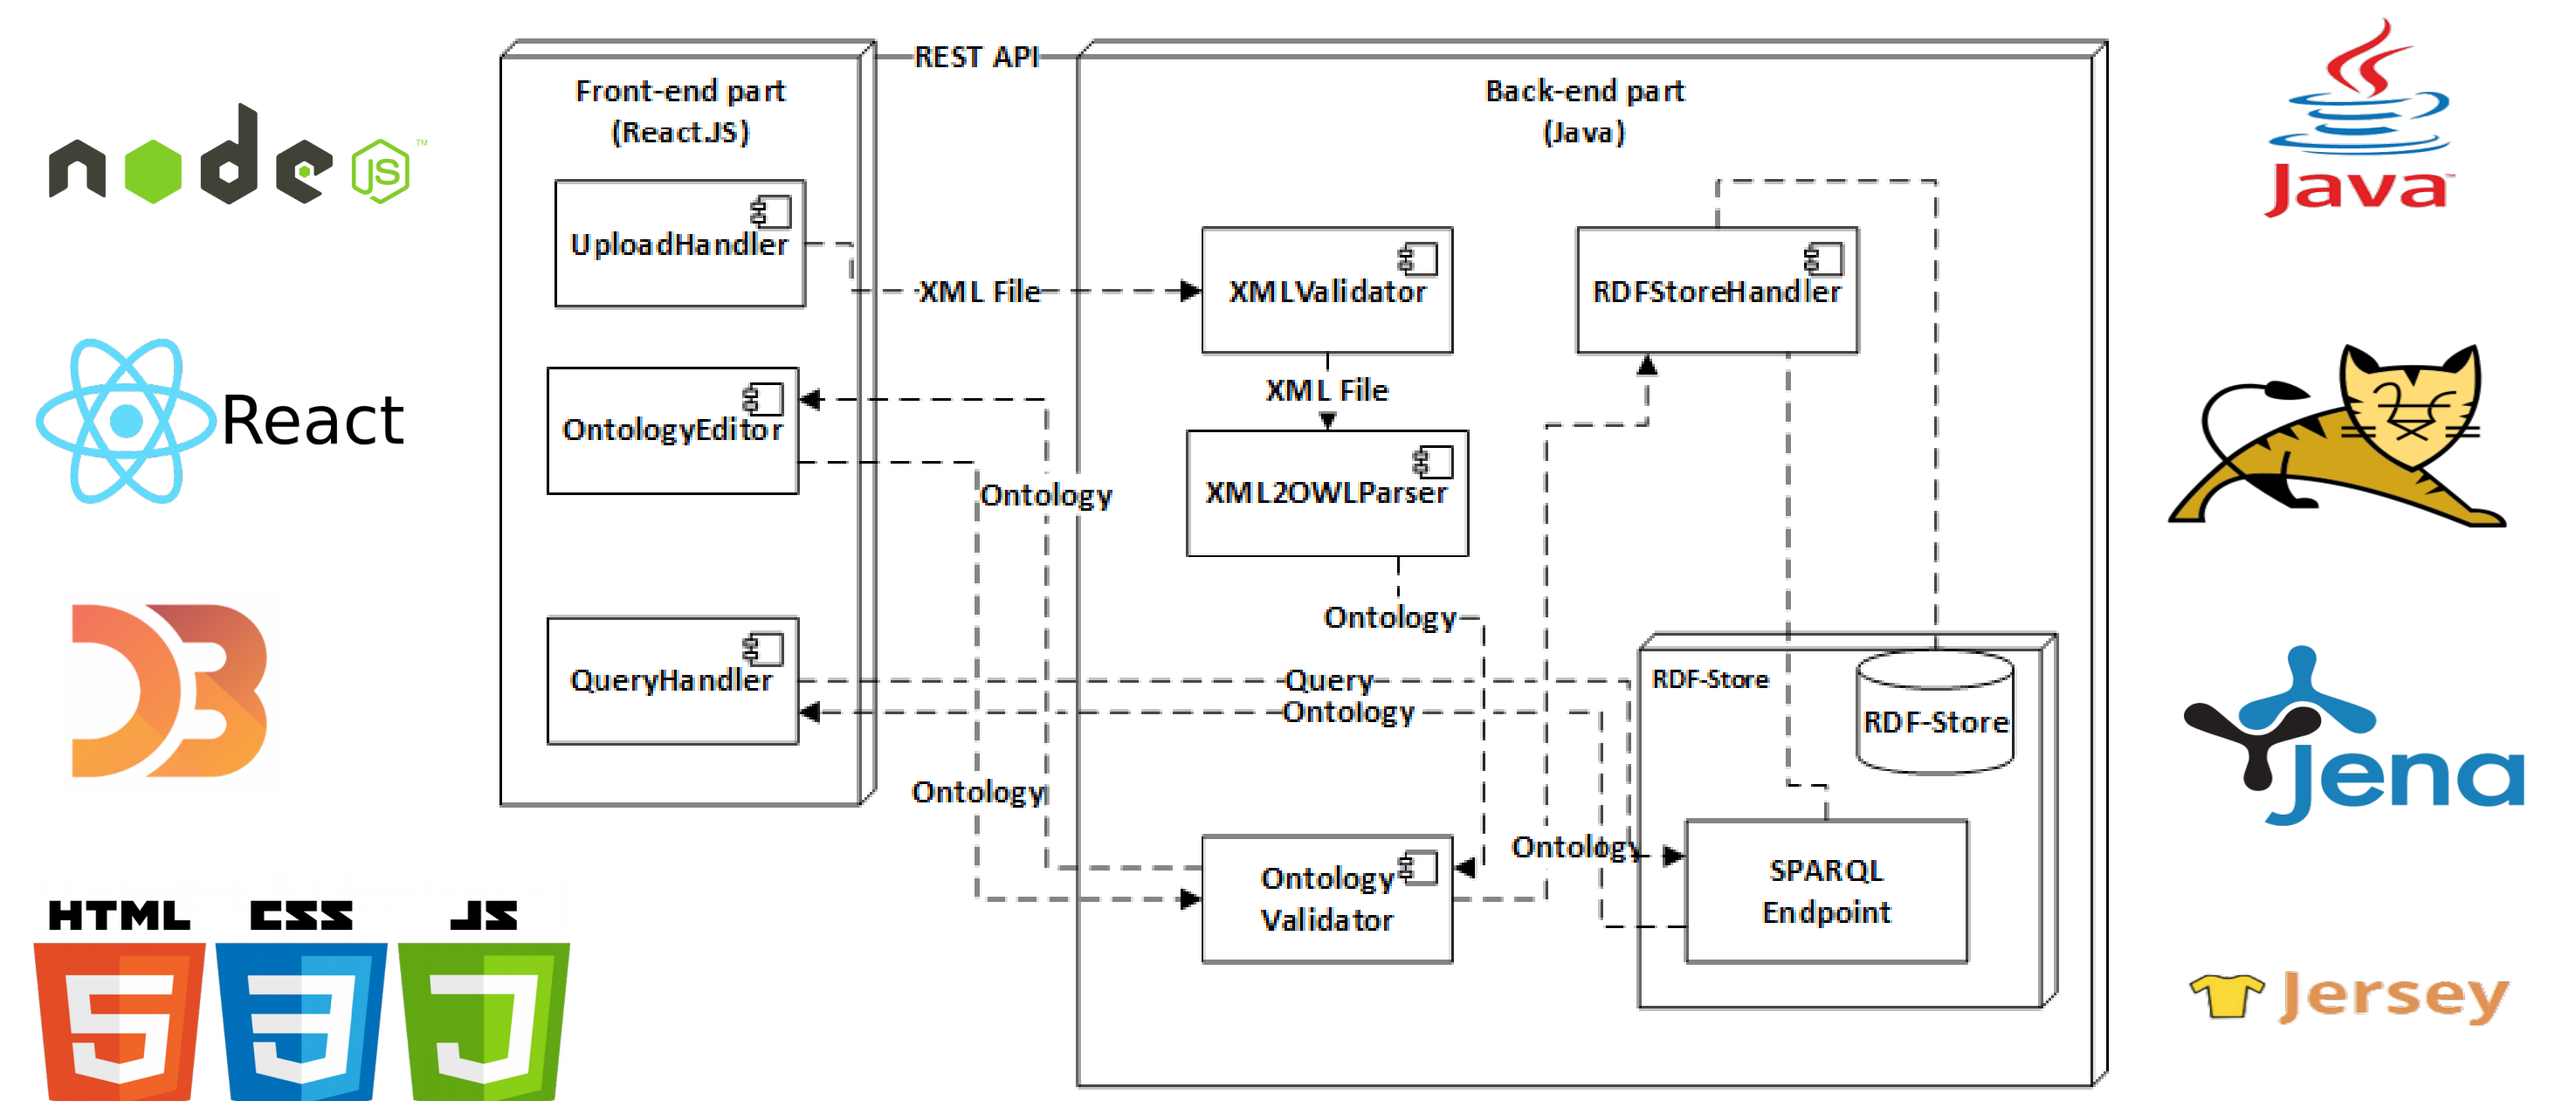 node JS ™
React
HTML CSS JS
REST API
Front-end part
(React.JS)
UploadHandler
OntologyEditor
QueryHandler
XML File
Ontology
Ontology
Back-end part
(Java)
XMLValidator
XML File
XML2OWLParser
Ontology
RDFStoreHandler
Query
Ontology
Ontology
Validator
Ontology
RDF-Store
RDF-Store
SPARQL
Endpoint
Java™
Jena
Jersey